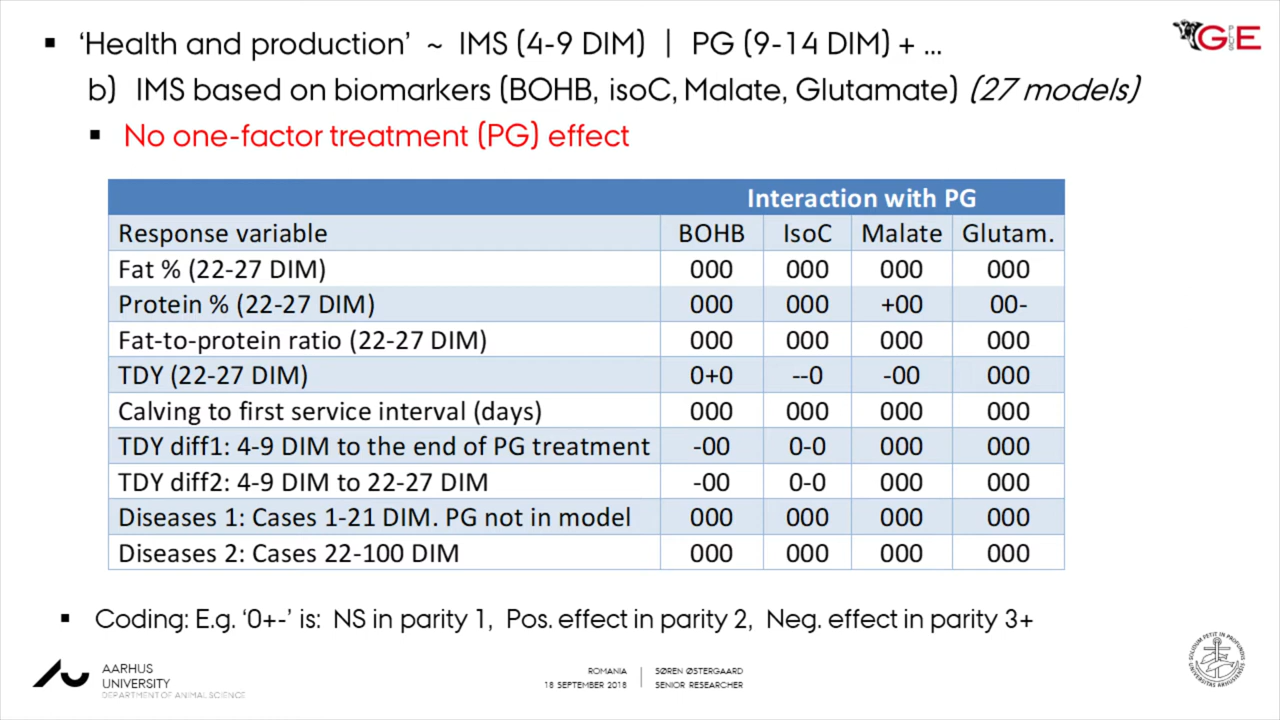 ▪ ‘Health and production’ ~ IMS (4-9 DIM) | PG (9-14 DIM) + ...
b) IMS based on biomarkers (BOHB, isoC, Malate, Glutamate) (27 models)
▪ No one-factor treatment (PG) effect
Interaction with PG
Response variable BOHB IsoC Malate Glutam.
Fat % (22-27 DIM) 000 000 000 000
Protein % (22-27 DIM) 000 000 +00 00-
Fat-to-protein ratio (22-27 DIM) 000 000 000 000
TDY (22-27 DIM) 0+0 --0 -00 000
Calving to first service interval (days) 000 000 000 000
TDY diff1: 4-9 DIM to the end of PG treatment -00 0-0 000 000
TDY diff2: 4-9 DIM to 22-27 DIM -00 0-0 000 000
Diseases 1: Cases 1-21 DIM. PG not in model 000 000 000 000
Diseases 2: Cases 22-100 DIM 000 000 000 000
▪ Coding: E.g. ‘0+-’ is: NS in parity 1, Pos. effect in parity 2, Neg. effect in parity 3+
AARHUS
UNIVERSITY
DEPARTMENT OF ANIMAL SCIENCE
ROMANIA
18 SEPTEMBER 2018
SØREN ØSTERGAARD
SENIOR RESEARCHER